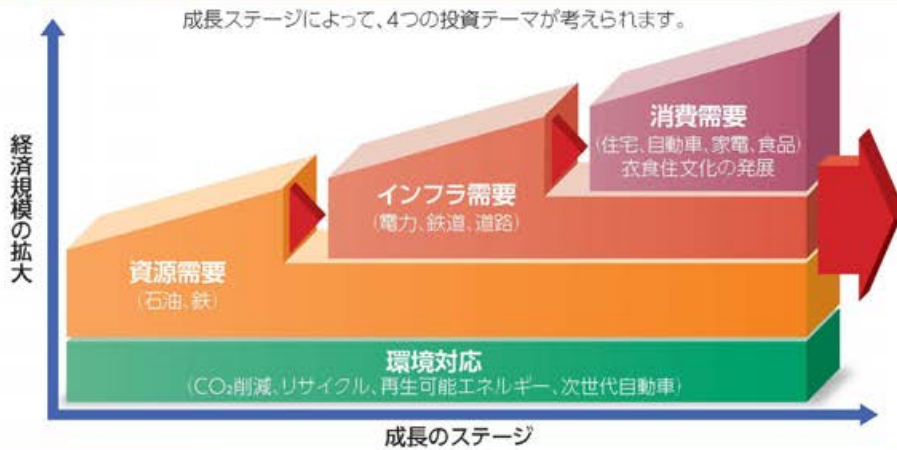 成長ステージによって、4つの投資テーマが考えられます。
経済規模の拡大
消費需要
(住宅、自動車、家電、食品)
衣食住文化の発展
インフラ需要
(電力、鉄道、道路)
資源需要
(石油、鉄)
環境対応
(CO₂削減、リサイクル、再生可能エネルギー、次世代自動車)
成長のステージ